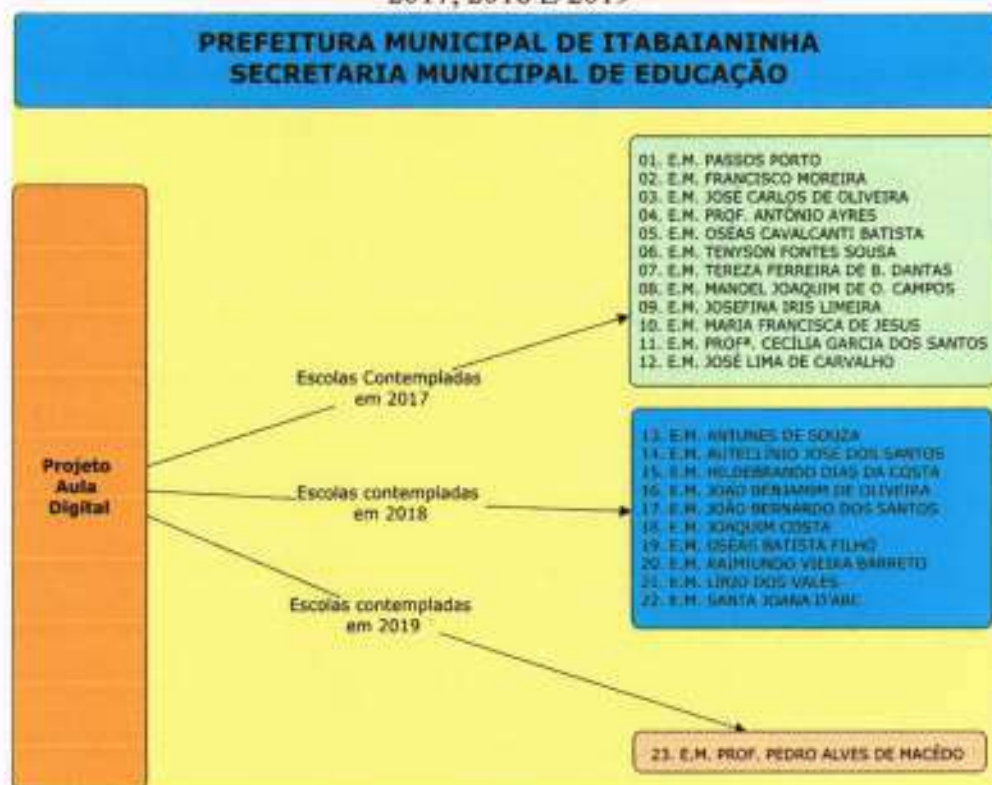 2017, 2018 E 2019
PREFEITURA MUNICIPAL DE ITABAIANINHA
SECRETARIA MUNICIPAL DE EDUCAÇÃO
Projeto
Aula
Digital
Escolas Contempladas
em 2017
01. E.M. PASSOS PORTO
02. E.M. FRANCISCO MOREIRA
03. E.M. JOSÉ CARLOS DE OLIVEIRA
04. E.M. PROF. ANTÔNIO AYRES
05. E.M. OSÉAS CAVALCANTI BATISTA
06. E.M. TENYSON FONTES SOUSA
07. E.M. TEREZA FERREIRA DE B. DANTAS
08. E.M. MANOEL JOAQUIM DE O. CAMPOS
09. E.M. JOSEFINA IRIS LIMEIRA
10. E.M. MARIA FRANCISCA DE JESUS
11. E.M. PROFª. CECÍLIA GARCIA DOS SANTOS
12. E.M. JOSÉ LIMA DE CARVALHO
Escolas contempladas
em 2018
13. E.M. ANTUNES DE SOUZA
14. E.M. AUTECLÍNIO JOSÉ DOS SANTOS
15. E.M. HILDEBRANDO DIAS DA COSTA
16. E.M. JOÃO BENJAMIM DE OLIVEIRA
17. E.M. JOÃO BERNARDO DOS SANTOS
18. E.M. JOAQUIM COSTA
19. E.M. OSÉAS BATISTA FILHO
20. E.M. RAIMUNDO VIEIRA BARRETO
21. E.M. LÍRIO DOS VALES
22. E.M. SANTA JOANA D'ARC
Escolas contempladas
em 2019
23. E.M. PROF. PEDRO ALVES DE MACÊDO